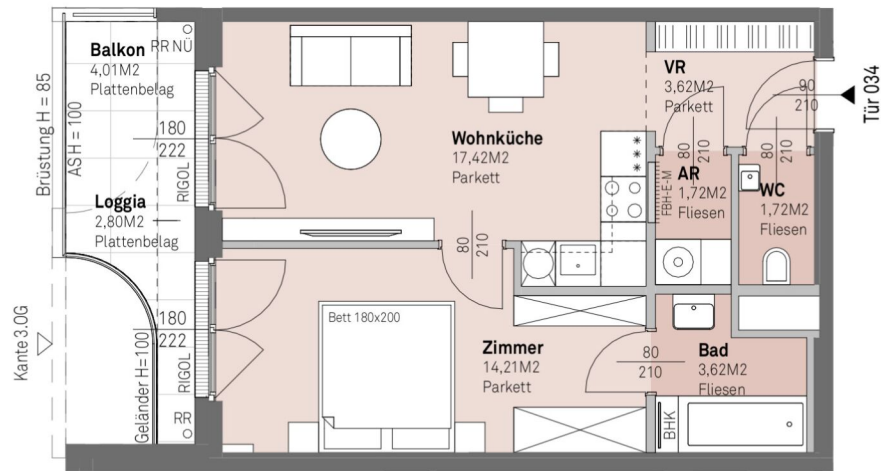 Balkon
4,01M2
Plattenbelag
RR NÜ
Brüstung H = 85
ASH = 100
180
222
RIGOL
Loggia
2,80M2
Plattenbelag
Kante 3.OG
180
222
RIGOL
Geländer H=100
RR
Wohnküche
17,42M2
Parkett
80
210
VR
3,62M2
Parkett
90
210
Tür 034
80
210
80
210
FBH-E-M
AR
1,72M2
Fliesen
WC
1,72M2
Fliesen
Bett 180x200
Zimmer
14,21M2
Parkett
80
210
Bad
3,62M2
Fliesen
BHK